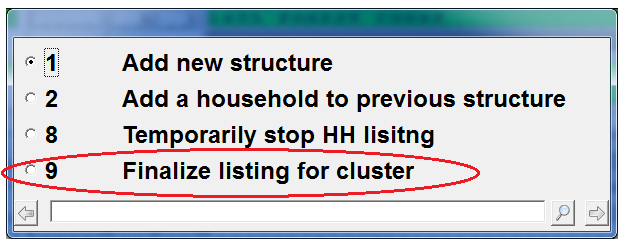 1 Add new structure
2 Add a household to previous structure
8 Temporarily stop HH lisitng
9 Finalize listing for cluster